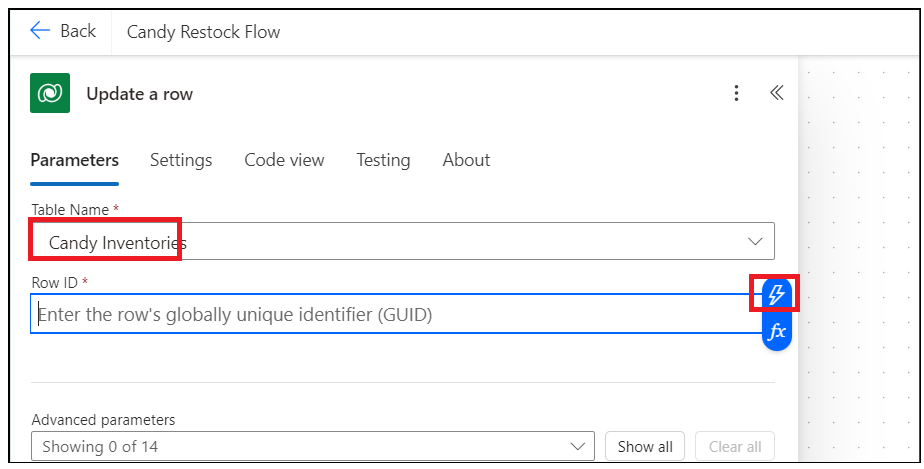 Back Candy Restock Flow
Update a row
Parameters Settings Code view Testing About
Table Name *
Candy Inventories
Row ID *
Enter the row's globally unique identifier (GUID)
fx
Advanced parameters
Showing 0 of 14 Show all Clear all